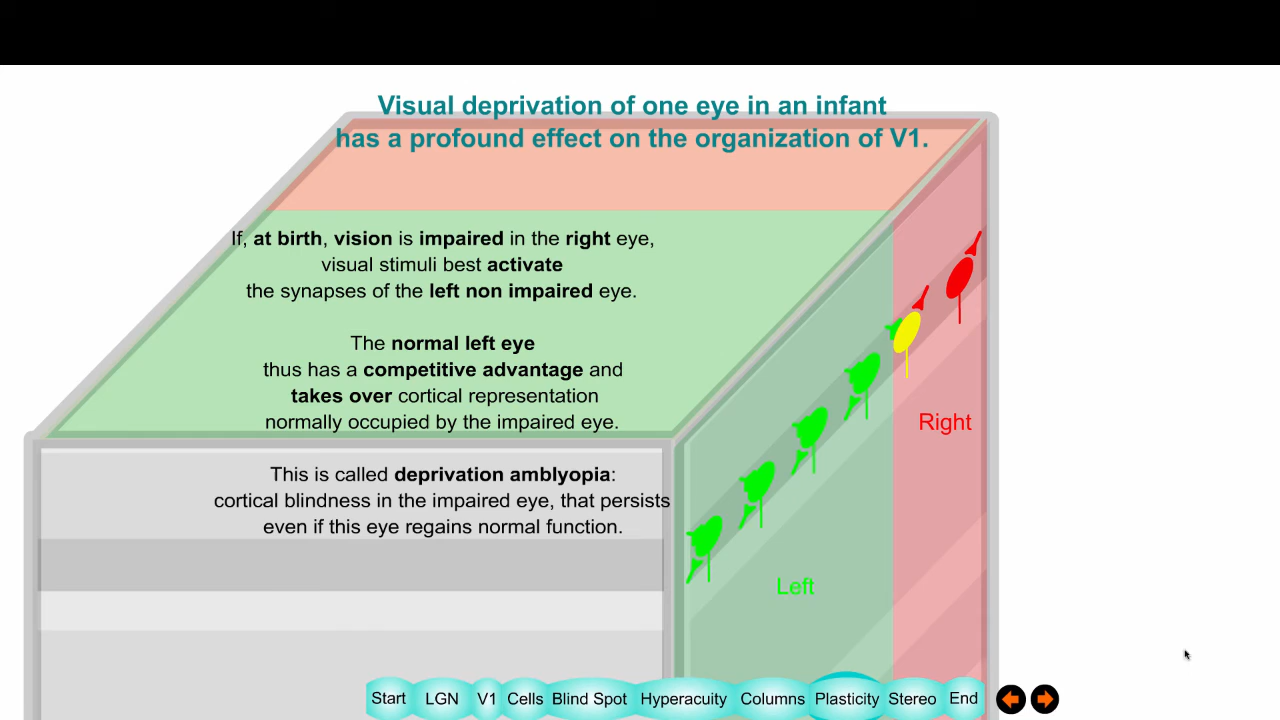 Visual deprivation of one eye in an infant
has a profound effect on the organization of V1.
If, at birth, vision is impaired in the right eye,
visual stimuli best activate
the synapses of the left non impaired eye.
The normal left eye
thus has a competitive advantage and
takes over cortical representation
normally occupied by the impaired eye.
This is called deprivation amblyopia:
cortical blindness in the impaired eye, that persists
even if this eye regains normal function.
Right
Left
Start LGN V1 Cells Blind Spot Hyperacuity Columns Plasticity Stereo End